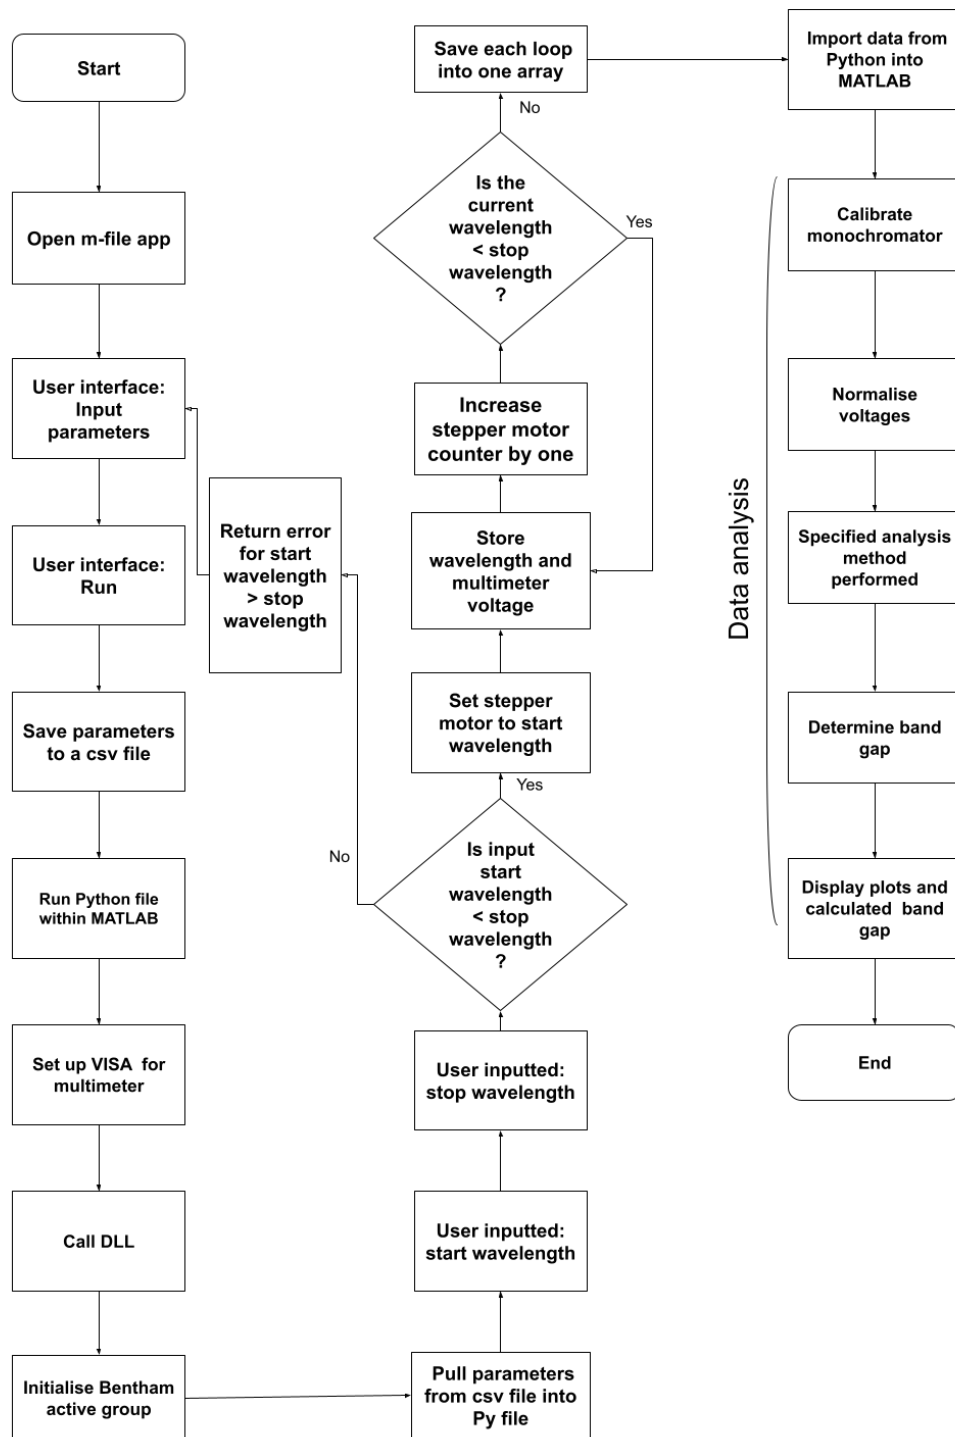 Start
Open m-file app
User interface:
Input
parameters
User interface:
Run
Save parameters
to a csv file
Run Python file
within MATLAB
Set up VISA for
multimeter
Call DLL
Initialise Bentham
active group
Pull parameters
from csv file into
Py file
User inputted:
start wavelength
User inputted:
stop wavelength
Is input
start
wavelength
< stop
wavelength
?
No
Return error
for start
wavelength
> stop
wavelength
Yes
Set stepper
motor to start
wavelength
Store
wavelength and
multimeter
voltage
Increase
stepper motor
counter by one
Is the
current
wavelength
< stop
wavelength
?
Yes
No
Save each loop
into one array
Import data from
Python into
MATLAB
Data analysis
Calibrate
monochromator
Normalise
voltages
Specified analysis
method
performed
Determine band
gap
Display plots and
calculated band
gap
End